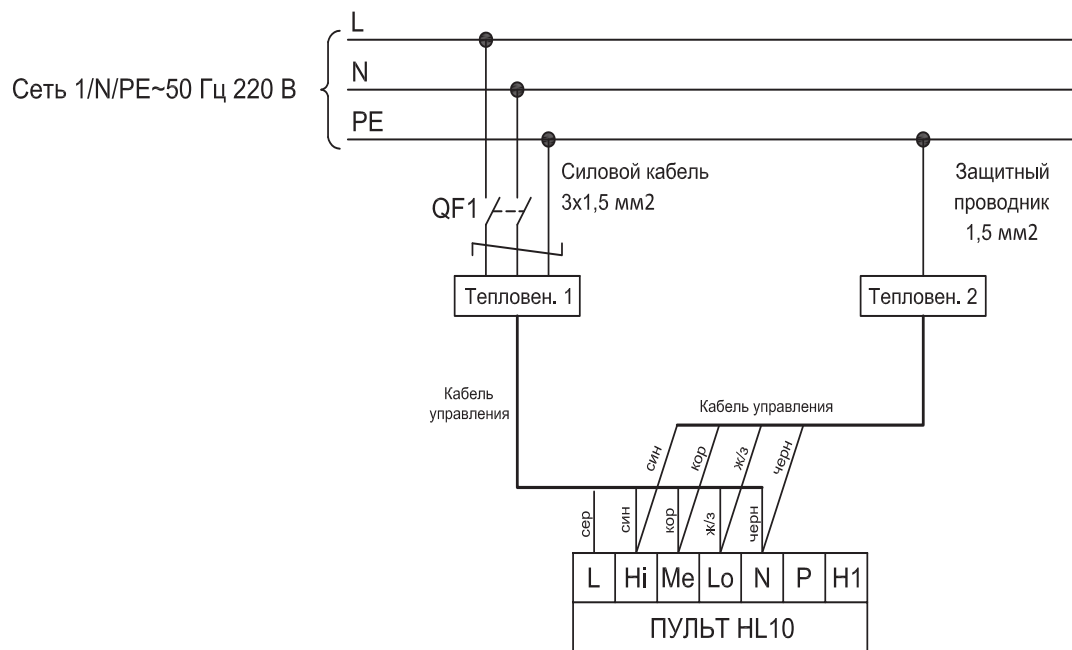 L
N
Сеть 1/N/PE~50 Гц 220 В
PE
Силовой кабель
3х1,5 мм2
Защитный
проводник
1,5 мм2
QF1
Тепловен. 1
Тепловен. 2
Кабель
управления
Кабель управления
син
кор
ж/з
черн
сер
син
кор
ж/з
черн
L Hi Me Lo N P H1
ПУЛЬТ HL10